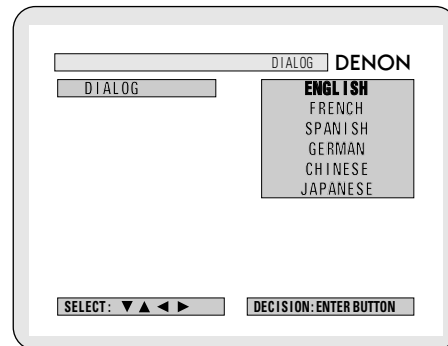 DIALOG DENON
DIALOG
ENGLISH
FRENCH
SPANISH
GERMAN
CHINESE
JAPANESE
SELECT: ▼ ▲ ◄ ► DECISION: ENTER BUTTON